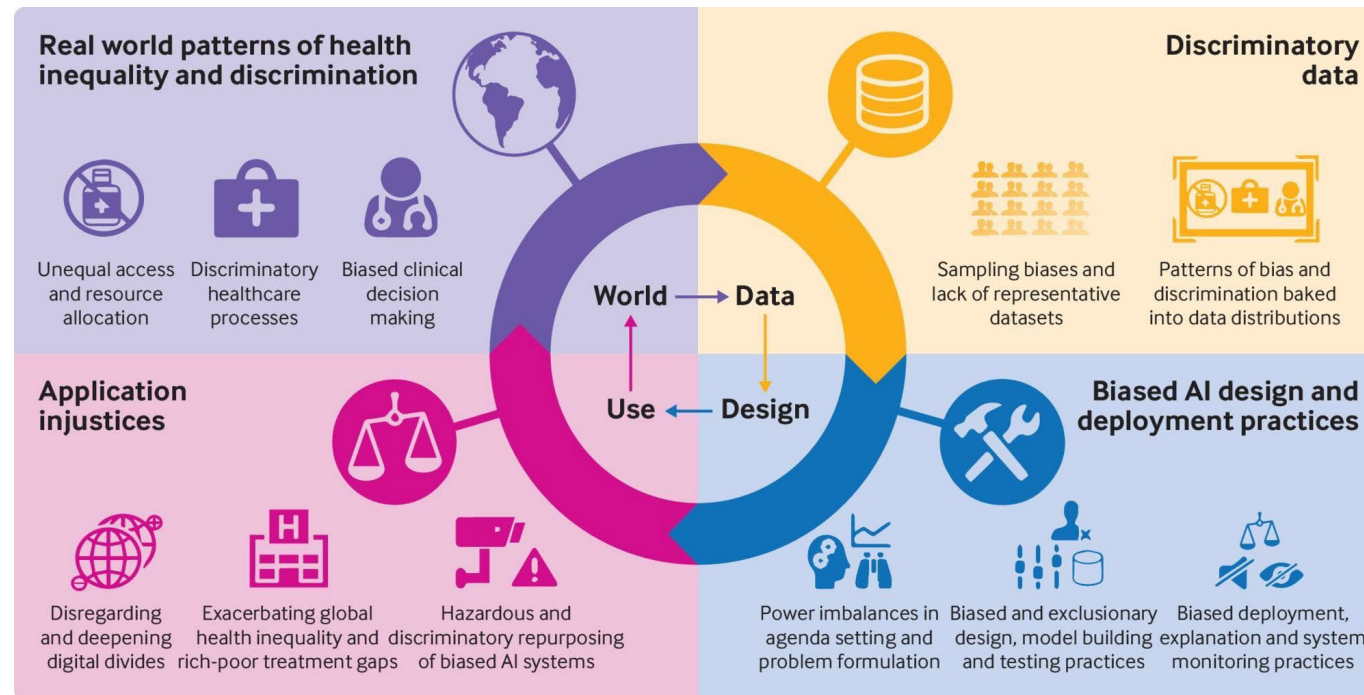 Real world patterns of health
inequality and discrimination
Unequal access
and resource
allocation
Discriminatory
healthcare
processes
Biased clinical
decision
making
Discriminatory
data
Sampling biases and
lack of representative
datasets
Patterns of bias and
discrimination baked
into data distributions
World
Data
Use
Design
Application
injustices
H
Disregarding
and deepening
digital divides
Exacerbating global
health inequality and
rich-poor treatment gaps
Hazardous and
discriminatory repurposing
of biased AI systems
Biased AI design and
deployment practices
Power imbalances in
agenda setting and
problem formulation
Biased and exclusionary
design, model building
and testing practices
Biased deployment,
explanation and system
monitoring practices